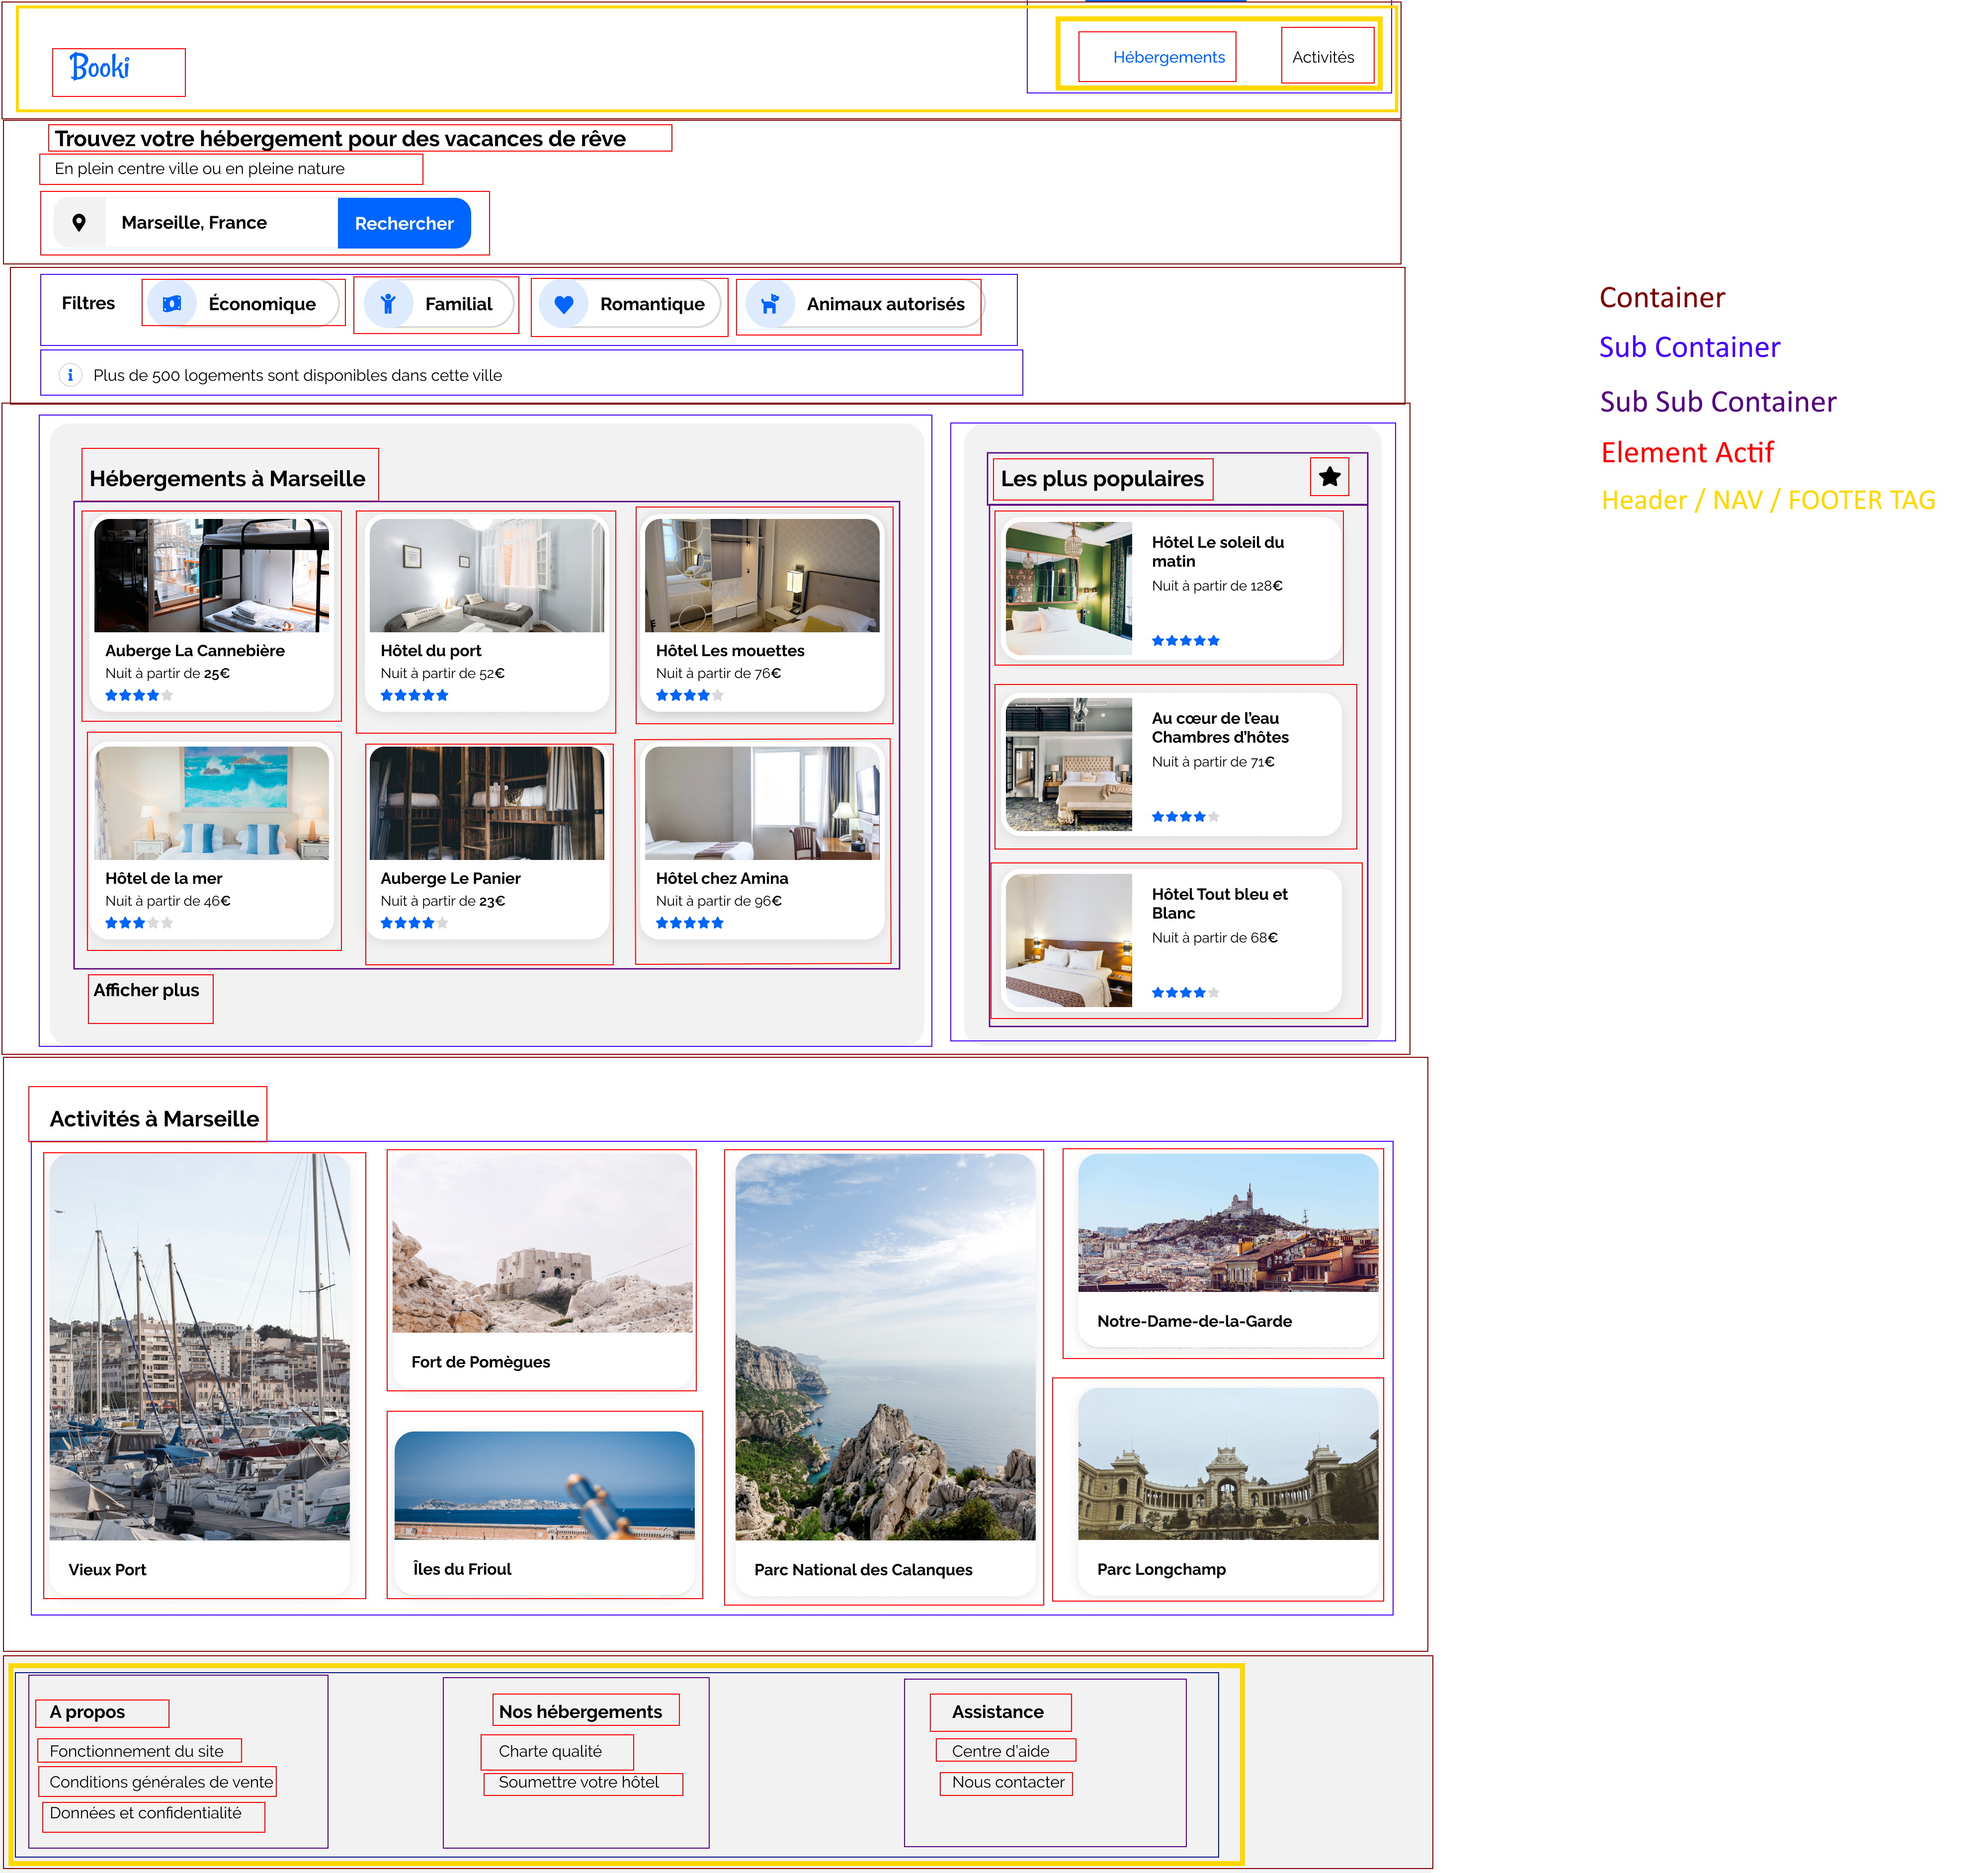 Booki
Hébergements
Activités
Trouvez votre hébergement pour des vacances de rêve
En plein centre ville ou en pleine nature
Marseille, France
Rechercher
Filtres
Économique
Familial
Romantique
Animaux autorisés
Plus de 500 logements sont disponibles dans cette ville
Container
Sub Container
Sub Sub Container
Element Actif
Header / NAV / FOOTER TAG
Hébergements à Marseille
Auberge La Cannebière
Nuit à partir de 25€
Hôtel du port
Nuit à partir de 52€
Hôtel Les mouettes
Nuit à partir de 76€
Hôtel de la mer
Nuit à partir de 46€
Auberge Le Panier
Nuit à partir de 23€
Hôtel chez Amina
Nuit à partir de 96€
Afficher plus
Les plus populaires
Hôtel Le soleil du
matin
Nuit à partir de 128€
Au cœur de l’eau
Chambres d’hôtes
Nuit à partir de 71€
Hôtel Tout bleu et
Blanc
Nuit à partir de 68€
Activités à Marseille
Vieux Port
Fort de Pomègues
Îles du Frioul
Parc National des Calanques
Notre-Dame-de-la-Garde
Parc Longchamp
A propos
Fonctionnement du site
Conditions générales de vente
Données et confidentialité
Nos hébergements
Charte qualité
Soumettre votre hôtel
Assistance
Centre d’aide
Nous contacter